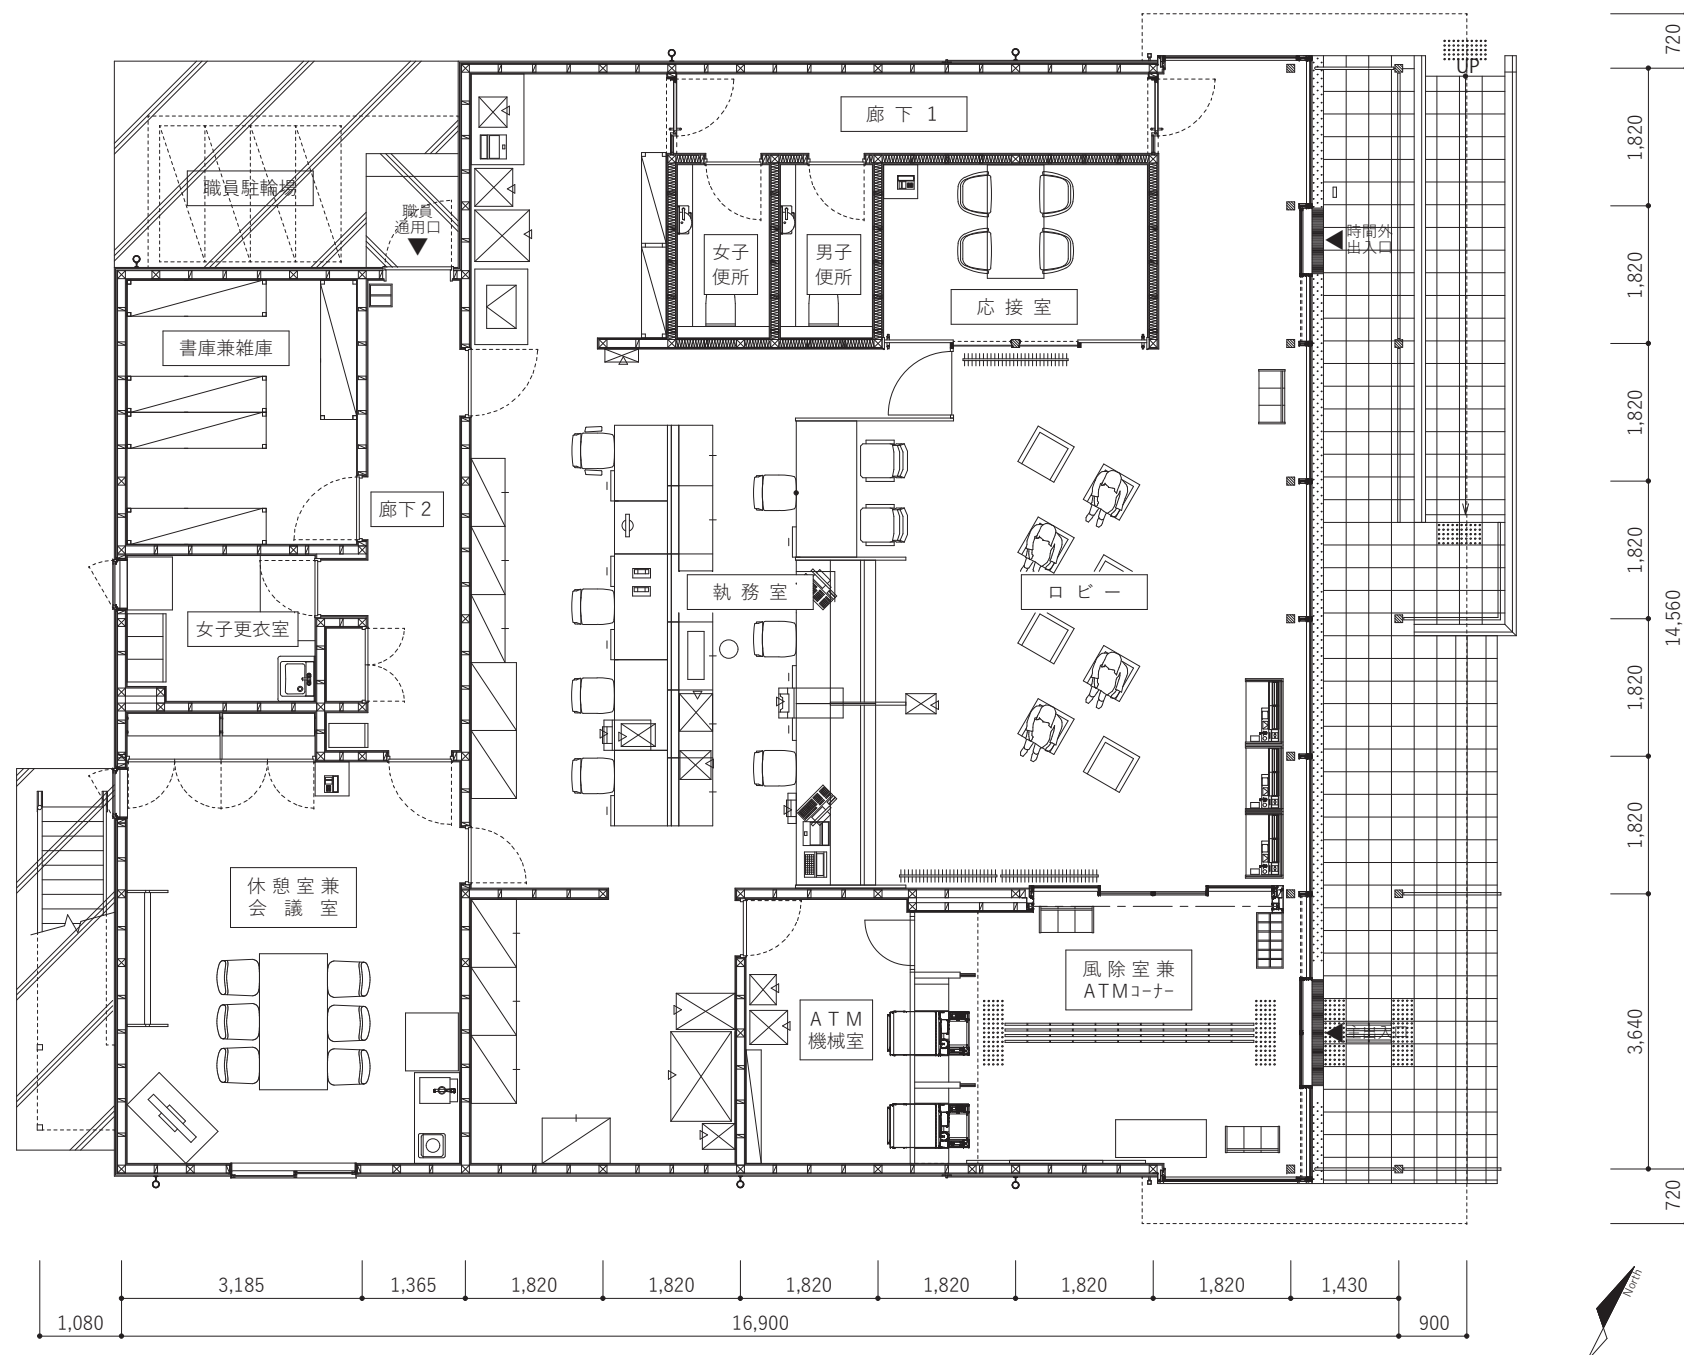 UP
廊下1
職員駐輪場
職員
通用口
女子
便所
男子
便所
応接室
時間外
出入口
書庫兼雑庫
廊下2
執務室
ロビー
女子更衣室
休憩室兼
会議室
風除室兼
ATMコーナー
ATM
機械室
主出入口
720
1,820
1,820
1,820
1,820
1,820
1,820
3,640
14,560
720
3,185
1,365
1,820
1,820
1,820
1,820
1,820
1,820
1,430
1,080
16,900
900
North